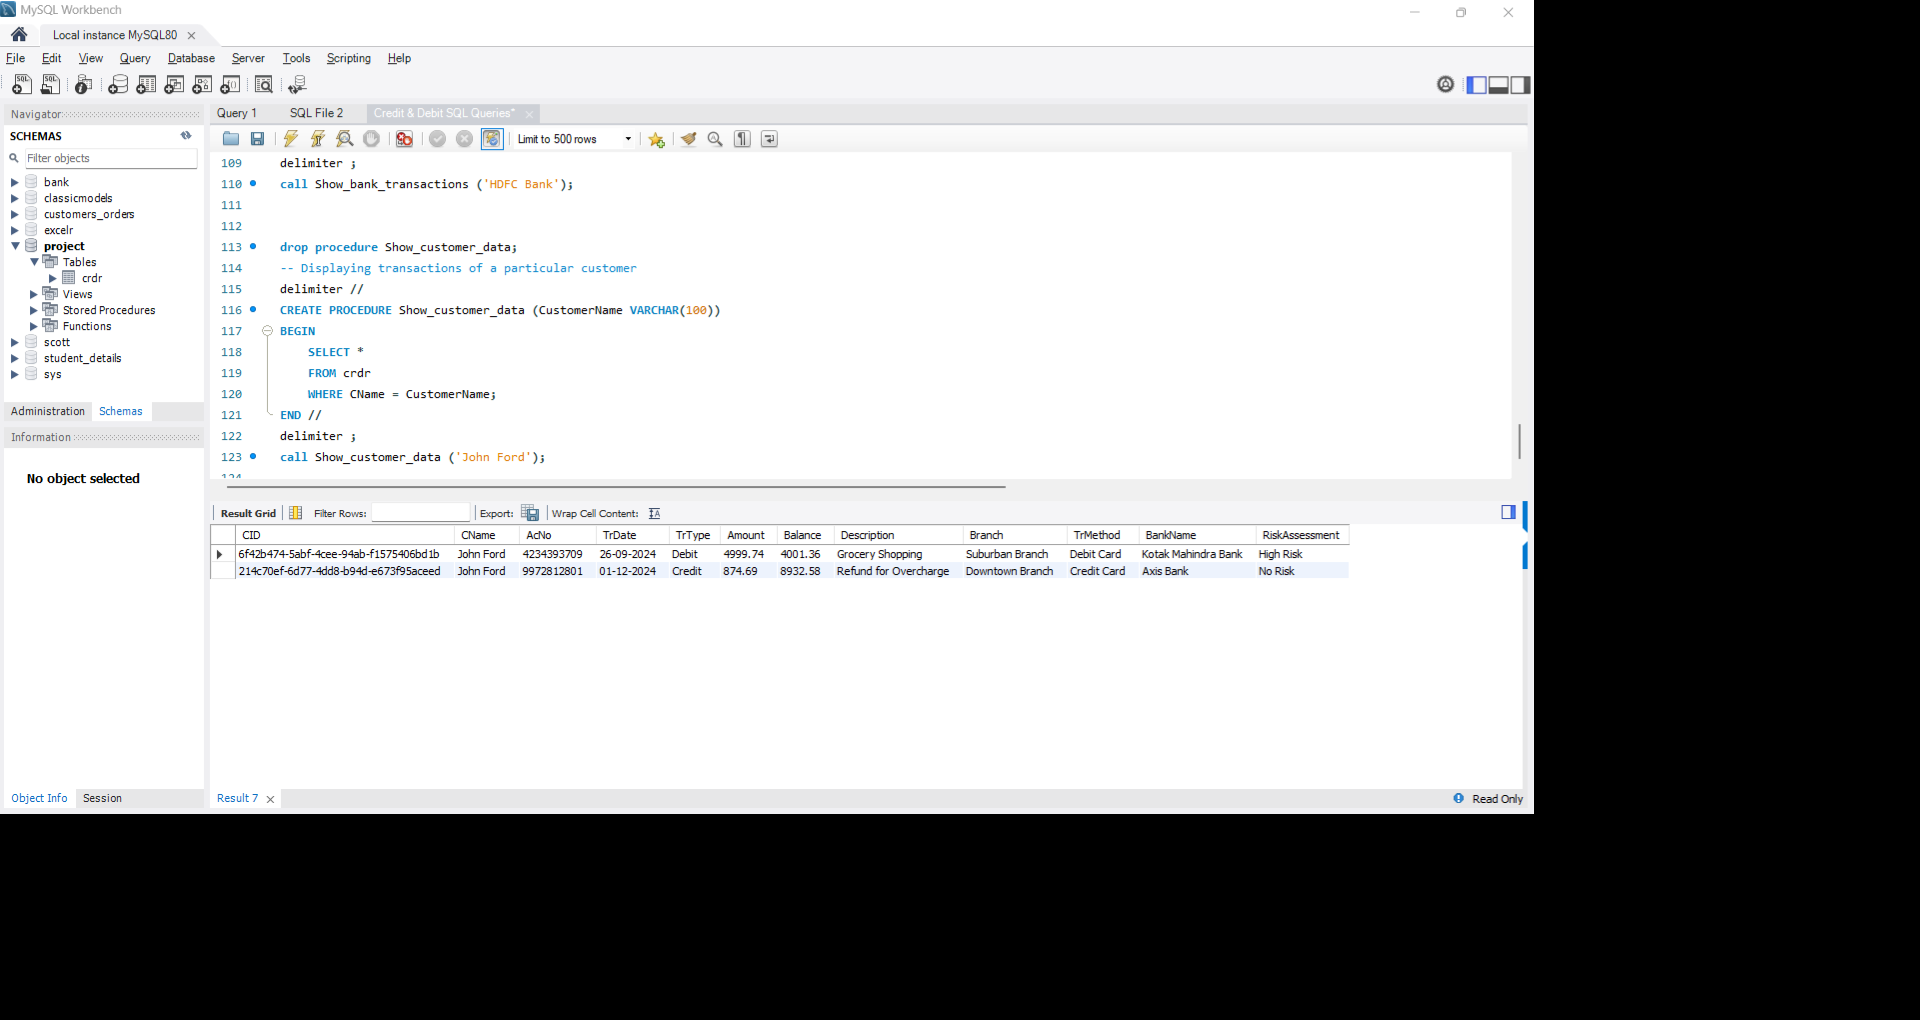 MySQL Workbench
Local instance MySQL80
File Edit View Query Database Server Tools Scripting Help
Navigator
SCHEMAS
Filter objects
bank
classicmodels
customers_orders
excelr
project
Tables
crdr
Views
Stored Procedures
Functions
scott
student_details
sys
Administration Schemas
Information
No object selected
Object Info Session
Query 1 SQL File 2 Credit & Debit SQL Queries*
Limit to 500 rows
109 delimiter ;
110 call Show_bank_transactions ('HDFC Bank');
111
112
113 drop procedure Show_customer_data;
114 -- Displaying transactions of a particular customer
115 delimiter //
116 CREATE PROCEDURE Show_customer_data (CustomerName VARCHAR(100))
117 BEGIN
118 SELECT *
119 FROM crdr
120 WHERE CName = CustomerName;
121 END //
122 delimiter ;
123 call Show_customer_data ('John Ford');
124
Result Grid Filter Rows: Export: Wrap Cell Content:
CID CName AcNo TrDate TrType Amount Balance Description Branch TrMethod BankName RiskAssessment
6f42b474-5abf-4cee-94ab-f1575406bd1b John Ford 4234393709 26-09-2024 Debit 4999.74 4001.36 Grocery Shopping Suburban Branch Debit Card Kotak Mahindra Bank High Risk
214c70ef-6d77-4dd8-b94d-e673f95aceed John Ford 9972812801 01-12-2024 Credit 874.69 8932.58 Refund for Overcharge Downtown Branch Credit Card Axis Bank No Risk
Result 7
Read Only